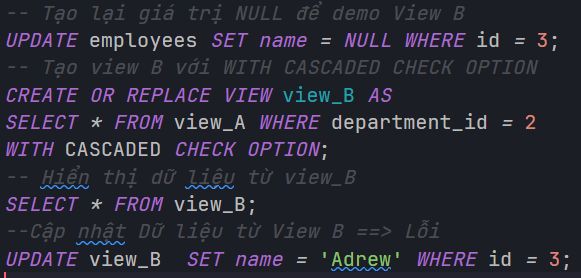 -- Tạo lại giá trị NULL để demo View B
UPDATE employees SET name = NULL WHERE id = 3;
-- Tạo view B với WITH CASCADED CHECK OPTION
CREATE OR REPLACE VIEW view_B AS
SELECT * FROM view_A WHERE department_id = 2
WITH CASCADED CHECK OPTION;
-- Hiển thị dữ liệu từ view_B
SELECT * FROM view_B;
--Cập nhật Dữ liệu từ View B ==> Lỗi
UPDATE view_B  SET name = 'Adrew' WHERE id = 3;